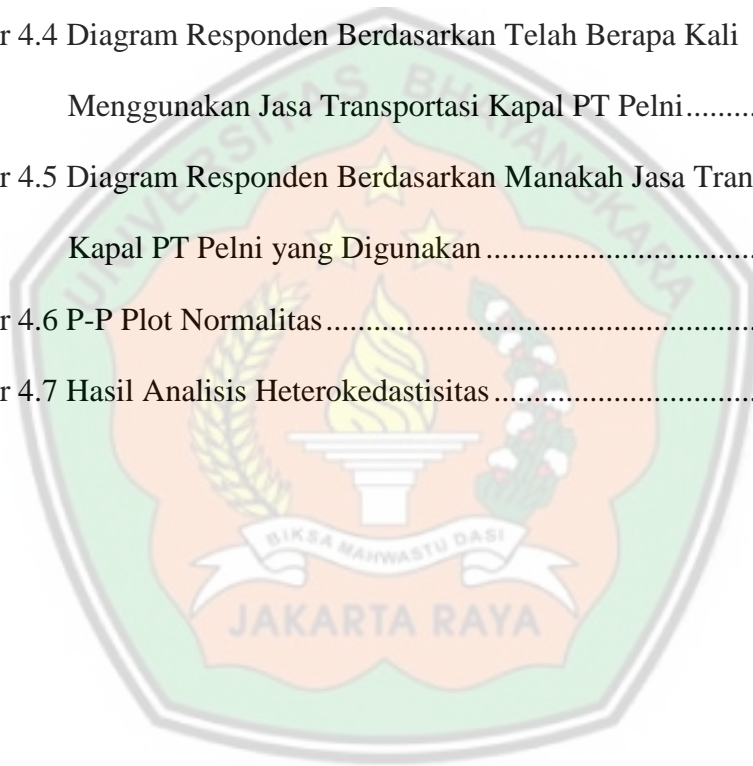 r 4.4 Diagram Responden Berdasarkan Telah Berapa Kali
Menggunakan Jasa Transportasi Kapal PT Pelni..........
r 4.5 Diagram Responden Berdasarkan Manakah Jasa Tran
Kapal PT Pelni yang Digunakan..............................
r 4.6 P-P Plot Normalitas................................................
r 4.7 Hasil Analisis Heterokedastisitas.............................
UNIVERSITAS BHAYANGKARA
BIKSA MAHWASTU DASI
JAKARTA RAYA